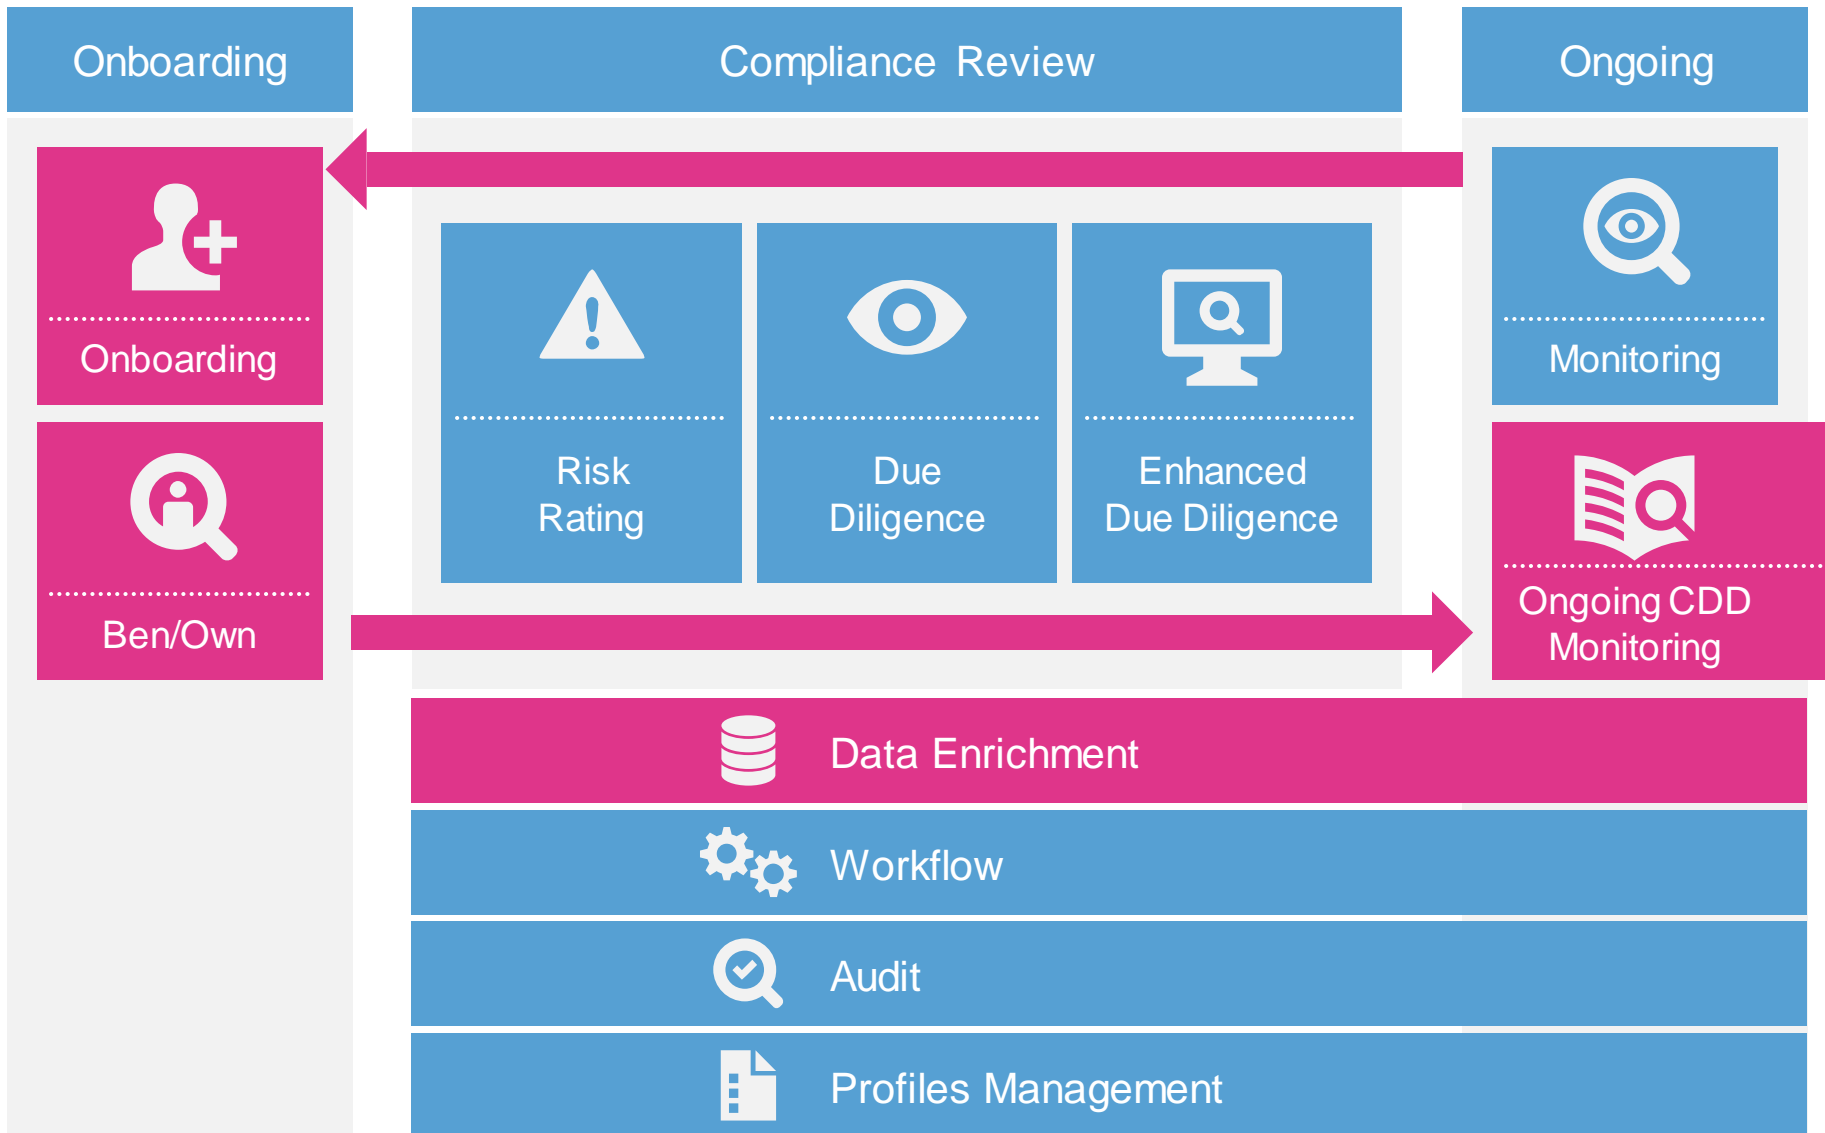 Onboarding
Compliance Review
Ongoing
Onboarding
Monitoring
Risk
Rating
Due
Diligence
Enhanced
Due Diligence
Ben/Own
Ongoing CDD
Monitoring
Data Enrichment
Workflow
Audit
Profiles Management